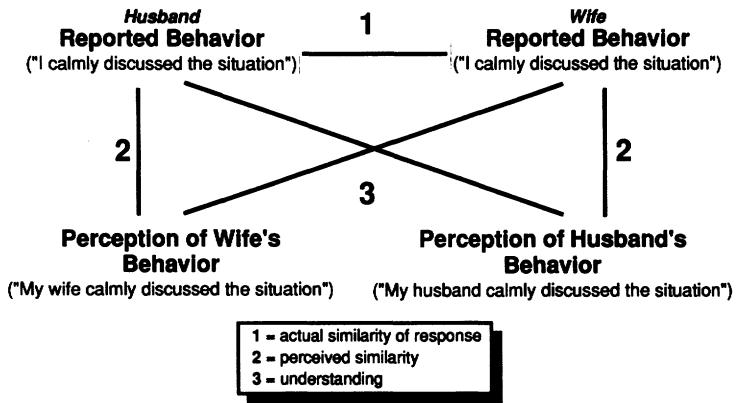 Husband
Reported Behavior
("I calmly discussed the situation")
1
Wife
Reported Behavior
("I calmly discussed the situation")
2
3
2
Perception of Wife's
Behavior
("My wife calmly discussed the situation")
Perception of Husband's
Behavior
("My husband calmly discussed the situation")
1 = actual similarity of response
2 = perceived similarity
3 = understanding